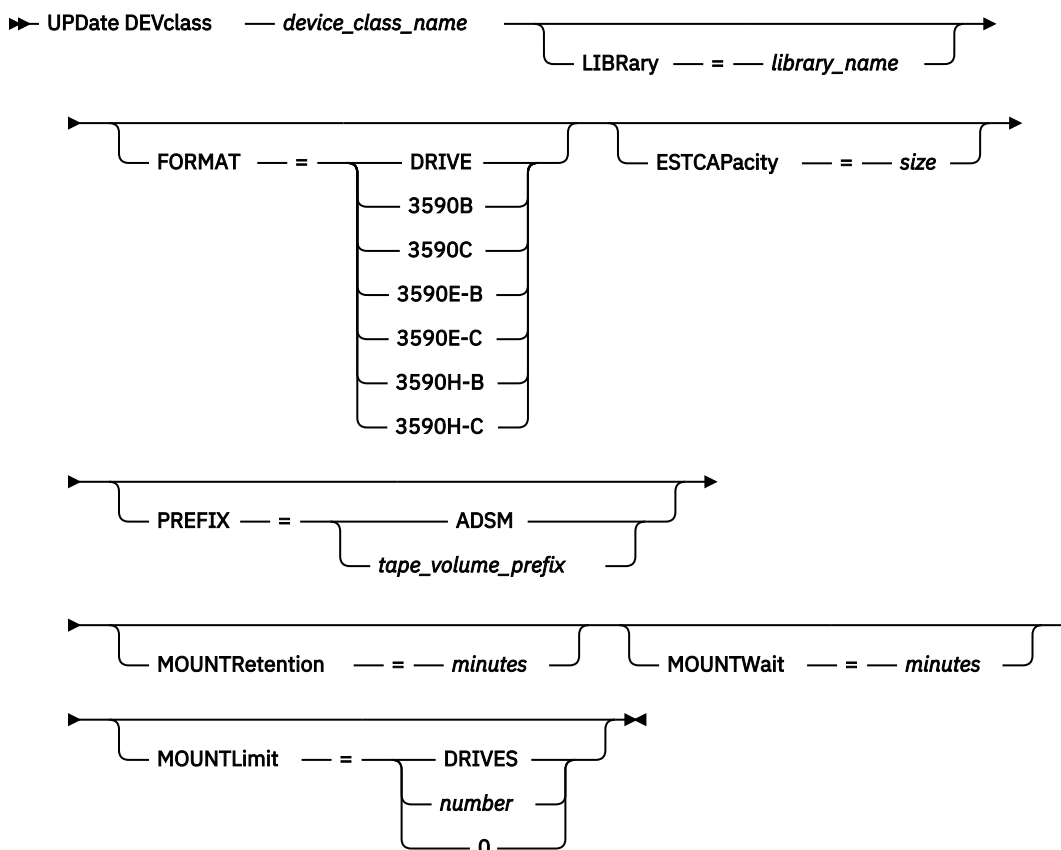 UPDate DEVclass device_class_name
LIBRary = library_name
FORMAT = DRIVE
3590B
3590C
3590E-B
3590E-C
3590H-B
3590H-C
ESTCAPacity = size
PREFIX = ADSM
tape_volume_prefix
MOUNTRetention = minutes
MOUNTWait = minutes
MOUNTLimit = DRIVES
number
0